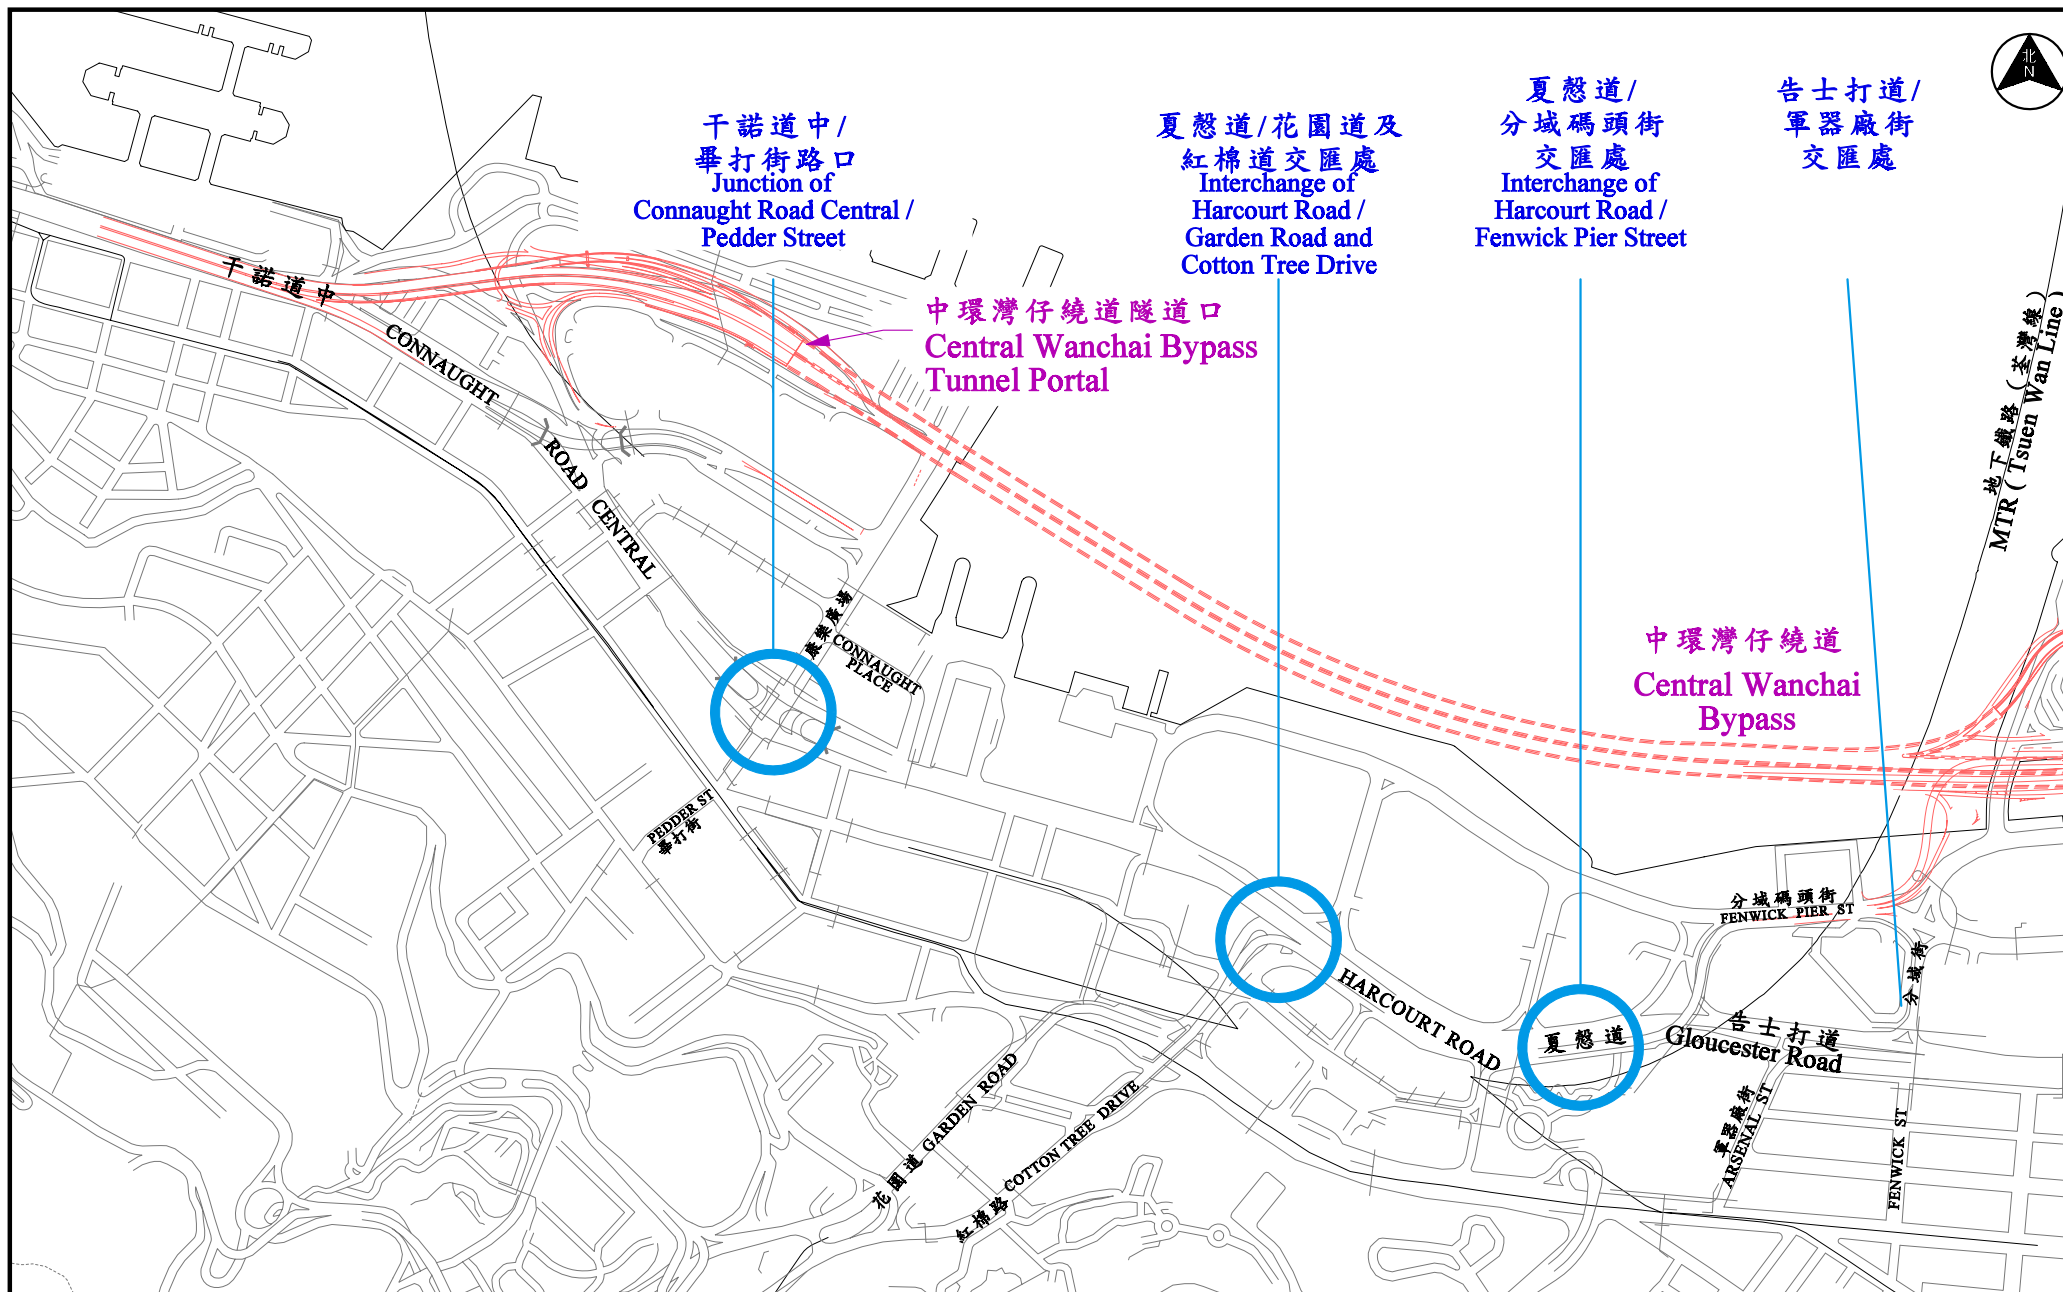 北
N
干諾道中/
畢打街路口
Junction of
Connaught Road Central /
Pedder Street
夏慤道/花園道及
紅棉道交匯處
Interchange of
Harcourt Road /
Garden Road and
Cotton Tree Drive
夏慤道/
分域碼頭街
交匯處
Interchange of
Harcourt Road /
Fenwick Pier Street
告士打道/
軍器廠街
交匯處
干諾道中
CONNAUGHT
ROAD CENTRAL
中環灣仔繞道隧道口
Central Wanchai Bypass
Tunnel Portal
地下鐵路（荃灣線）
MTR ( Tsuen Wan Line )
康樂廣場
CONNAUGHT
PLACE
中環灣仔繞道
Central Wanchai
Bypass
PEDDER ST
畢打街
分域碼頭街
FENWICK PIER ST
分域街
HARCOURT ROAD
夏慤道
告士打道
Gloucester Road
花園道 GARDEN ROAD
紅棉路 COTTON TREE DRIVE
軍器廠街
ARSENAL ST
FENWICK ST